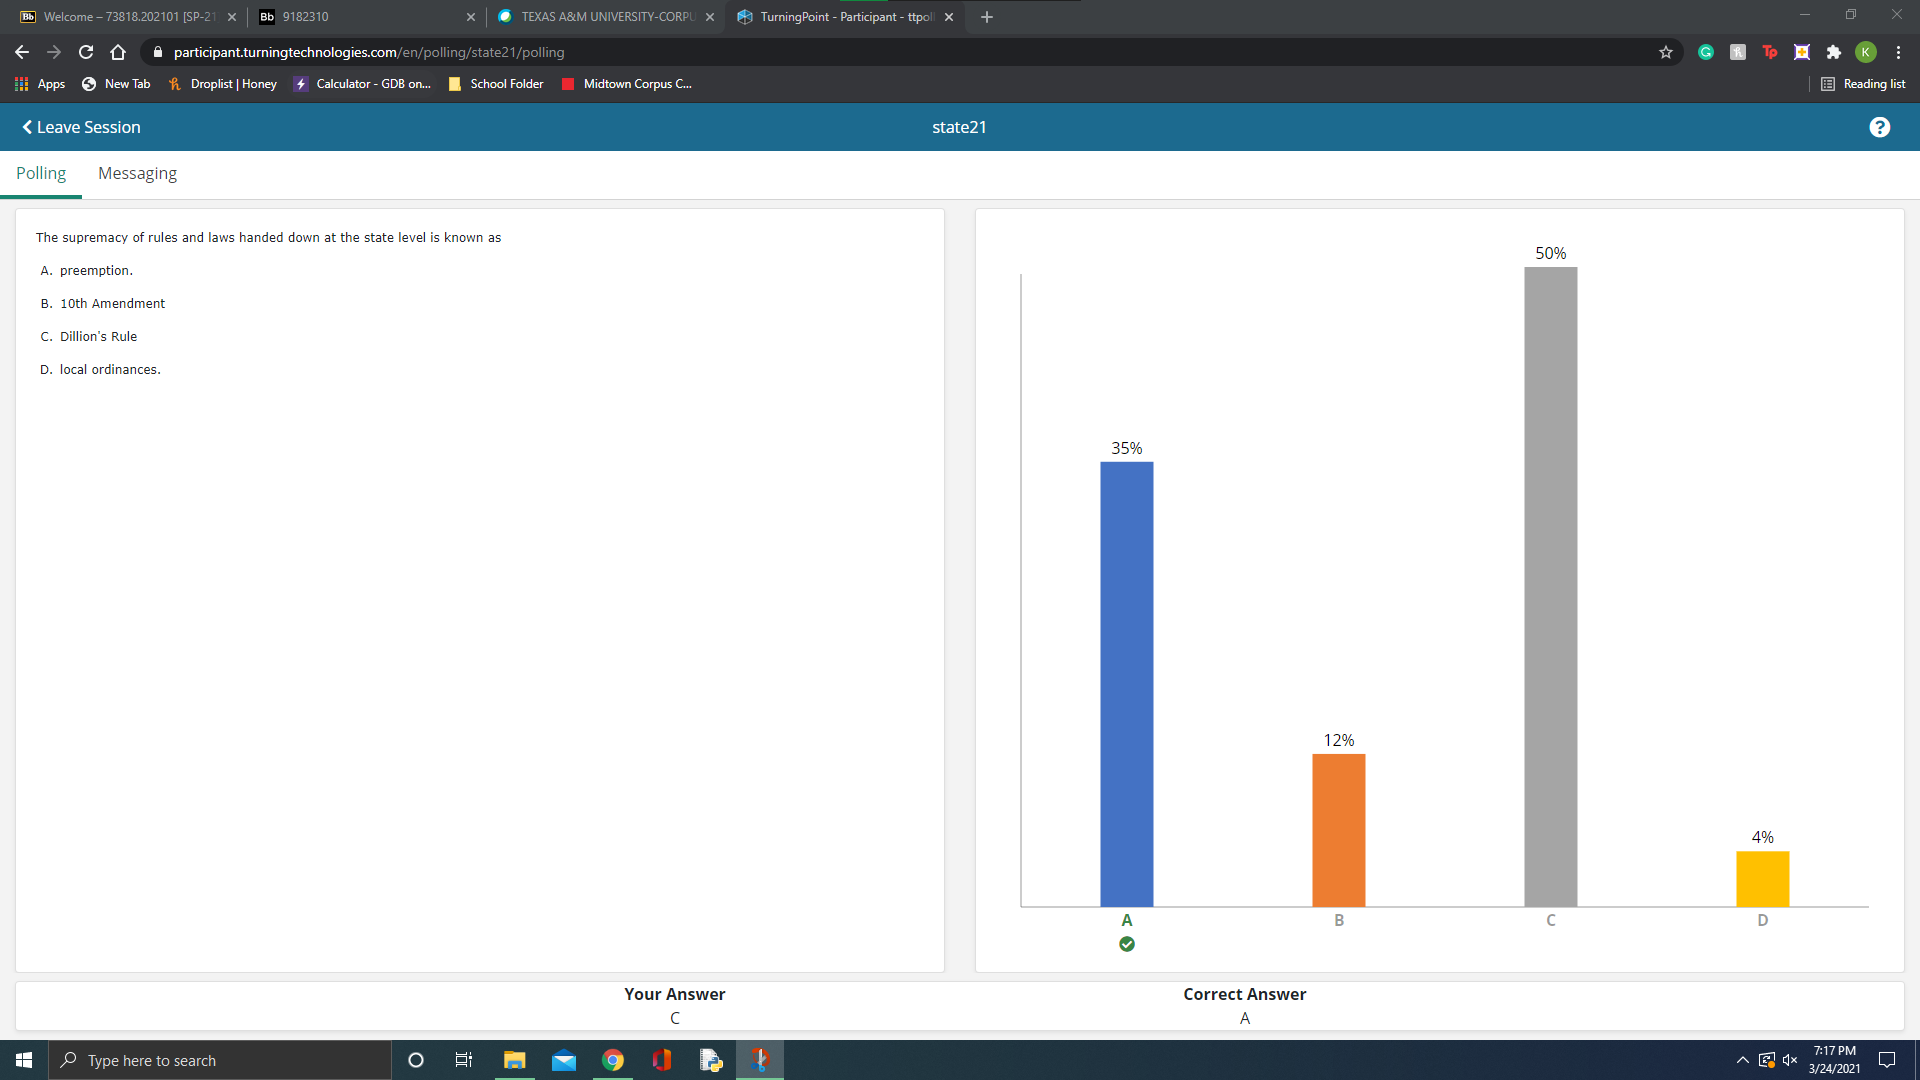 Bb Welcome – 73818.202101 [SP-21
Bb 9182310
TEXAS A&M UNIVERSITY-CORPU
TurningPoint - Participant - ttpoll
participant.turningtechnologies.com/en/polling/state21/polling
G
Tp
K
Apps
New Tab
Droplist | Honey
Calculator - GDB on...
School Folder
Midtown Corpus C...
Reading list
Leave Session
state21
?
Polling
Messaging
The supremacy of rules and laws handed down at the state level is known as
A. preemption.
B. 10th Amendment
C. Dillion's Rule
D. local ordinances.
50%
35%
12%
4%
A
B
C
D
Your Answer
C
Correct Answer
A
Type here to search
7:17 PM
3/24/2021